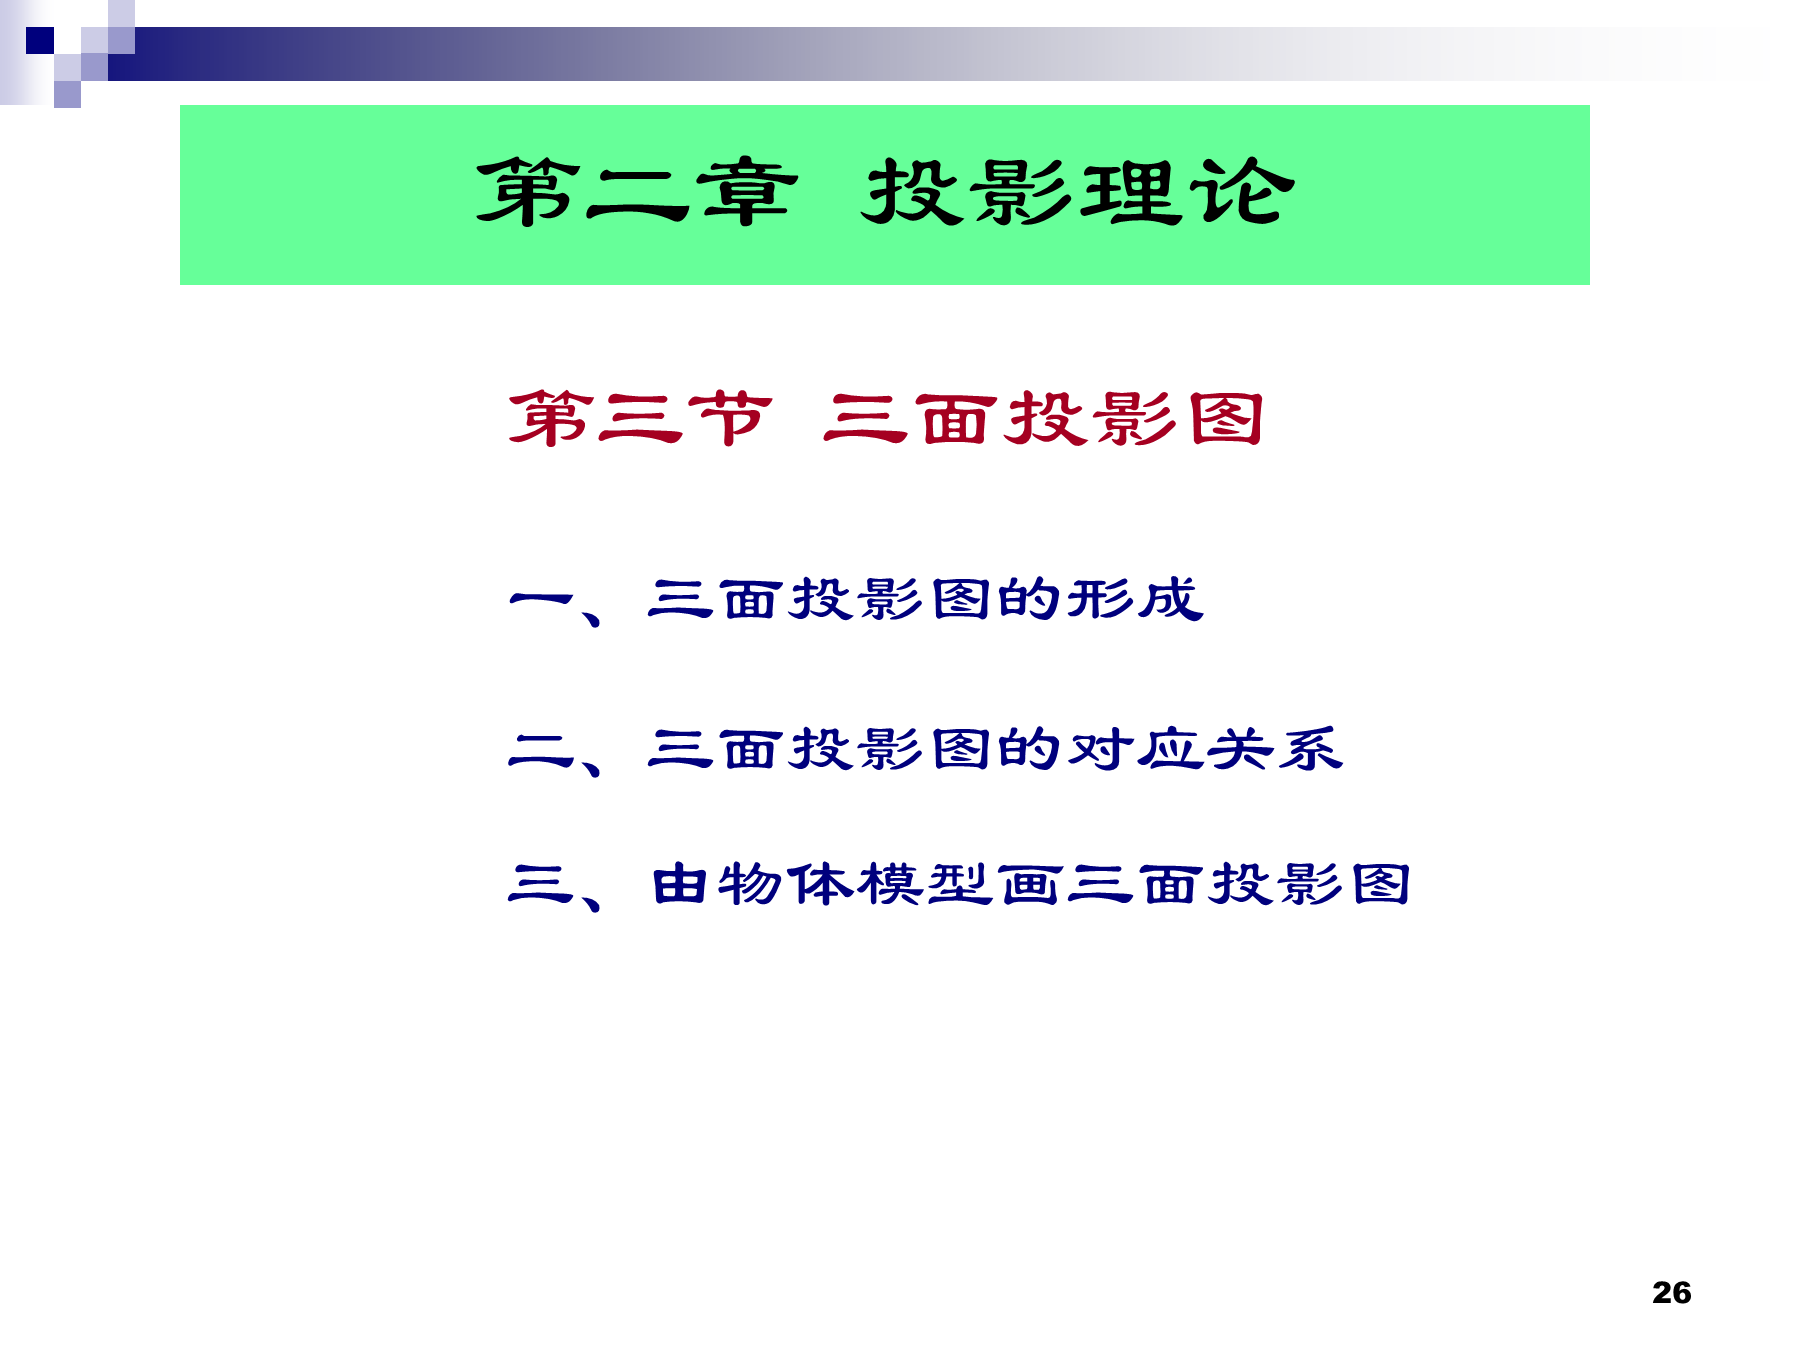 第二章 投影理论
第三节 三面投影图
一、三面投影图的形成
二、三面投影图的对应关系
三、由物体模型画三面投影图
26